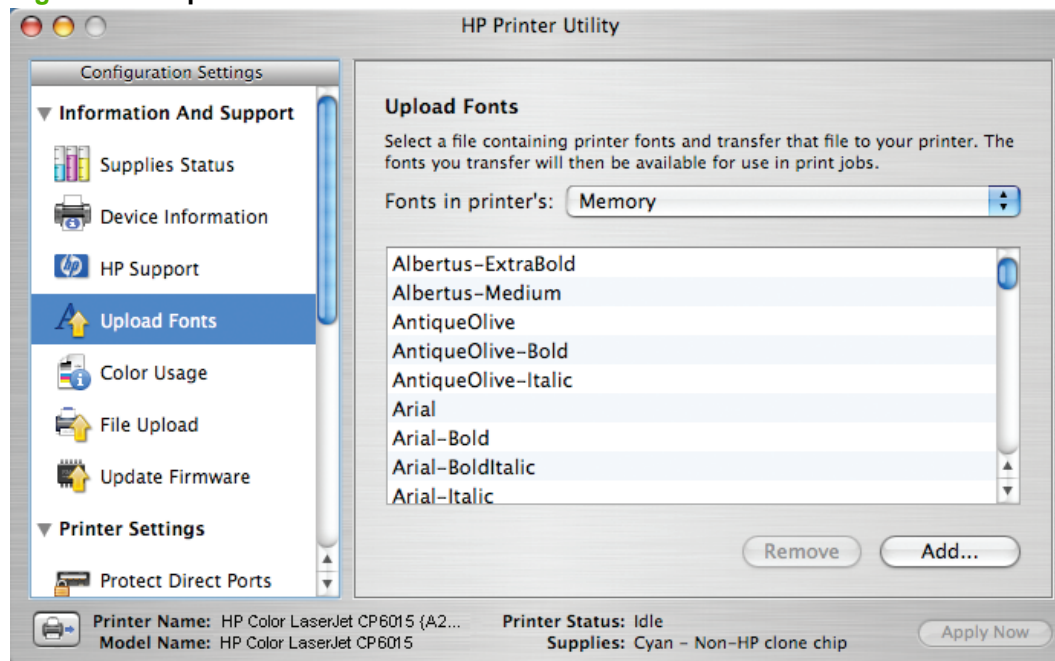 HP Printer Utility
Configuration Settings
Information And Support
Supplies Status
Device Information
HP Support
Upload Fonts
Color Usage
File Upload
Update Firmware
Printer Settings
Protect Direct Ports
Upload Fonts
Select a file containing printer fonts and transfer that file to your printer. The
fonts you transfer will then be available for use in print jobs.
Fonts in printer's: Memory
Albertus-ExtraBold
Albertus-Medium
AntiqueOlive
AntiqueOlive-Bold
AntiqueOlive-Italic
Arial
Arial-Bold
Arial-BoldItalic
Arial-Italic
Remove Add...
Printer Name: HP Color LaserJet CP6015 {A2... Printer Status: Idle
Model Name: HP Color LaserJet CP6015 Supplies: Cyan - Non-HP clone chip
Apply Now